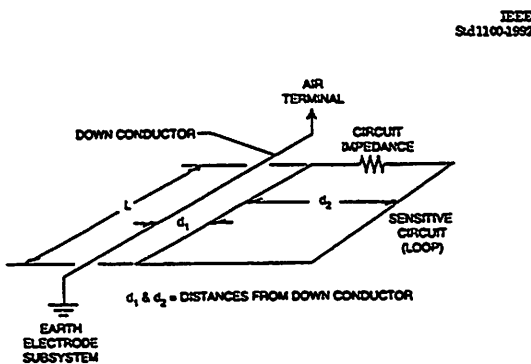 IEEE
Std 1100-1992
AIR
TERMINAL
DOWN CONDUCTOR
CIRCUIT
IMPEDANCE
L
d1
d2
SENSITIVE
CIRCUIT
(LOOP)
d1 & d2 = DISTANCES FROM DOWN CONDUCTOR
EARTH
ELECTRODE
SUBSYSTEM